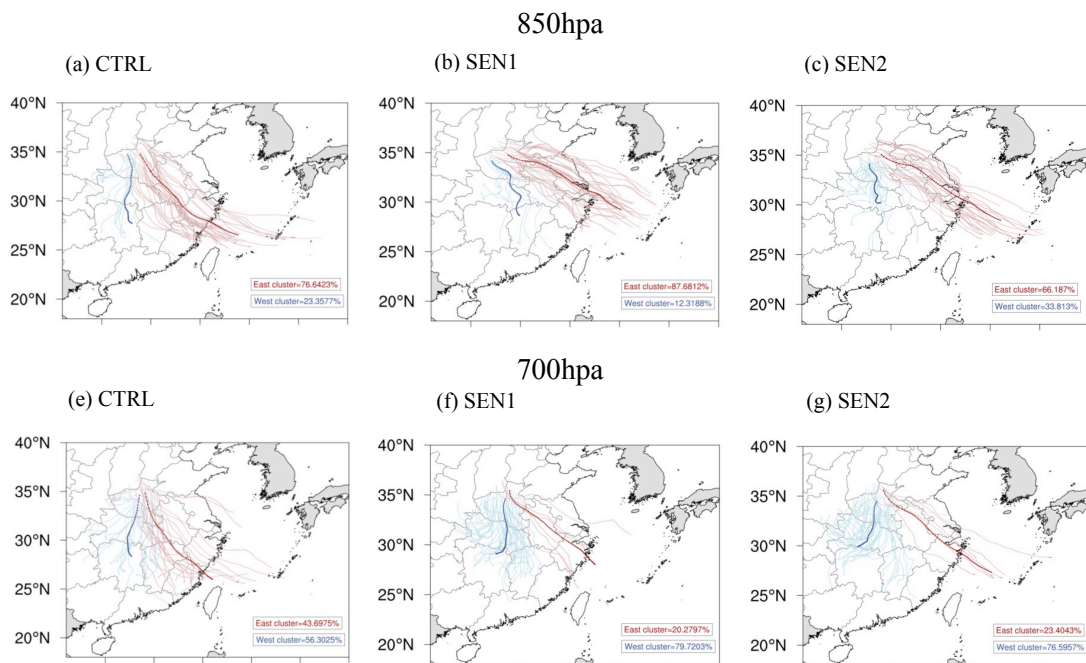 850hpa
(a) CTRL
(b) SEN1
(c) SEN2
40°N
35°N
30°N
25°N
20°N
East cluster=76.6423%
West cluster=23.3577%
40°N
35°N
30°N
25°N
20°N
East cluster=87.6812%
West cluster=12.3188%
40°N
35°N
30°N
25°N
20°N
East cluster=66.187%
West cluster=33.813%
700hpa
(e) CTRL
(f) SEN1
(g) SEN2
40°N
35°N
30°N
25°N
20°N
East cluster=43.6975%
West cluster=56.3025%
40°N
35°N
30°N
25°N
20°N
East cluster=20.2797%
West cluster=79.7203%
40°N
35°N
30°N
25°N
20°N
East cluster=23.4043%
West cluster=76.5957%